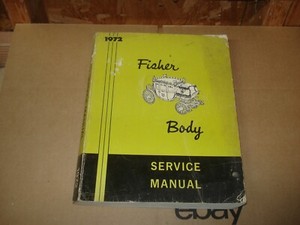 1972
Fisher
Body
SERVICE
MANUAL
ebay